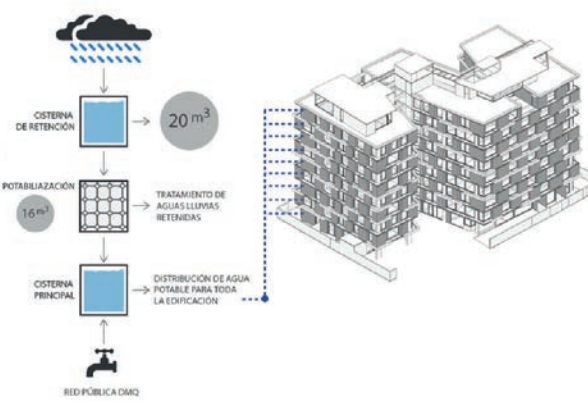 CISTERNA
DE RETENCIÓN
20 m³
POTABILIAZACIÓN
16 m³
TRATAMIENTO DE
AGUAS LLUVIAS
RETENIDAS
CISTERNA
PRINCIPAL
DISTRIBUCIÓN DE AGUA
POTABLE PARA TODA
LA EDIFICACIÓN
RED PÚBLICA DMQ